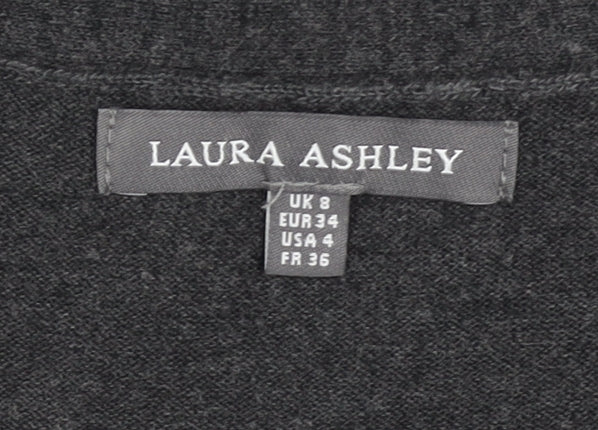 LAURA ASHLEY
UK 8
EUR 34
USA 4
FR 36